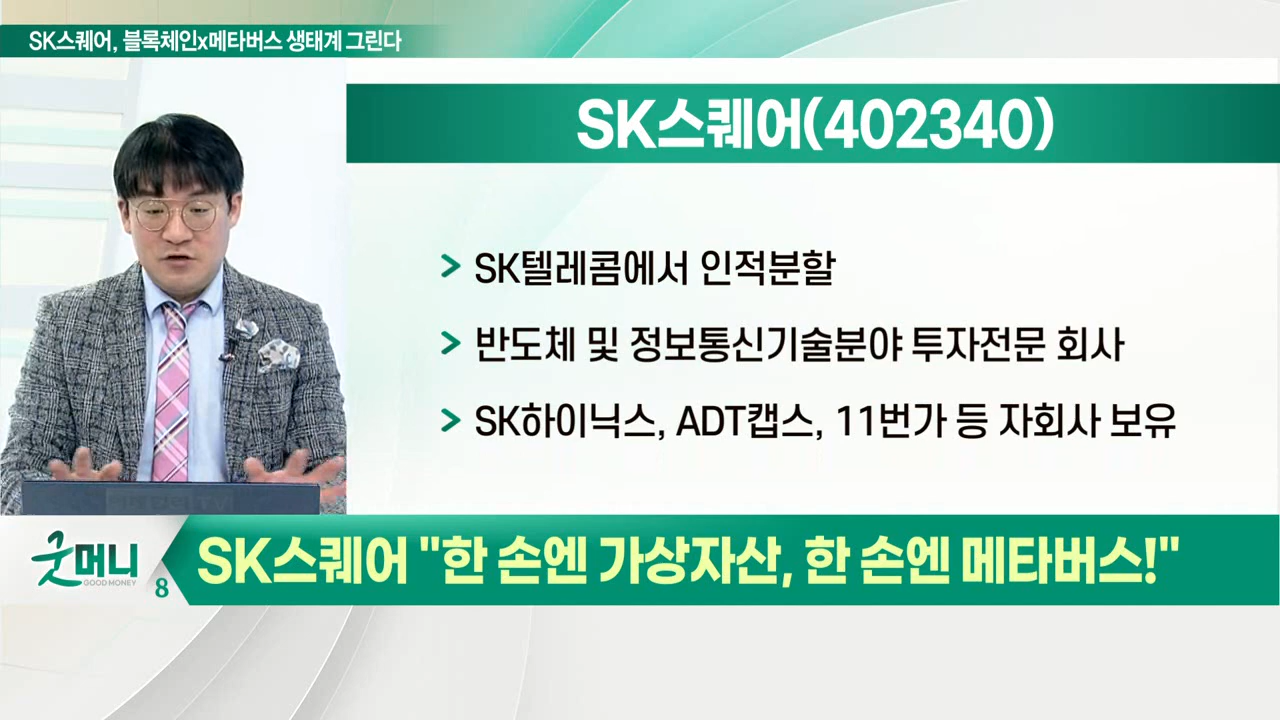 SK스퀘어, 블록체인x메타버스 생태계 그린다
SK스퀘어(402340)
> SK텔레콤에서 인적분할
> 반도체 및 정보통신기술분야 투자전문 회사
> SK하이닉스, ADT캡스, 11번가 등 자회사 보유
굿머니
GOOD MONEY
8
SK스퀘어 "한 손엔 가상자산, 한 손엔 메타버스!"